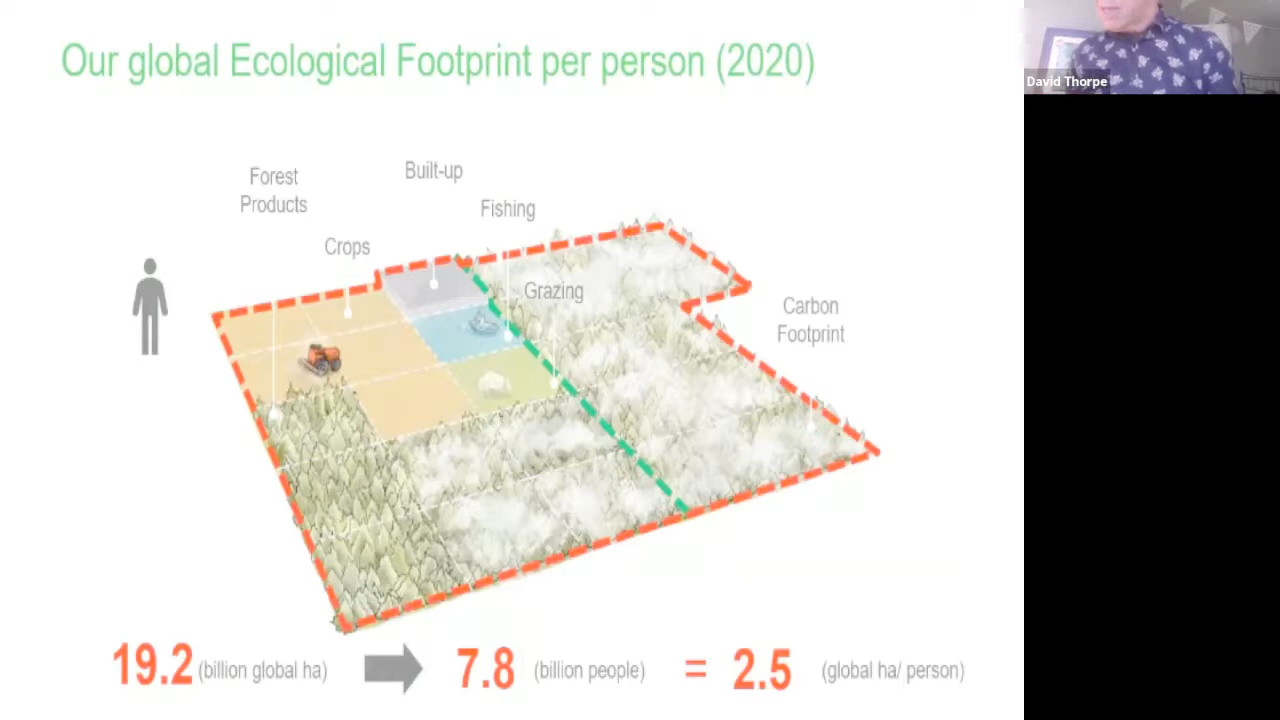 Our global Ecological Footprint per person (2020)
David Thorpe
Built-up
Forest
Products
Fishing
Crops
Grazing
Carbon
Footprint
19.2 (billion global ha) 7.8 (billion people) = 2.5 (global ha/ person)